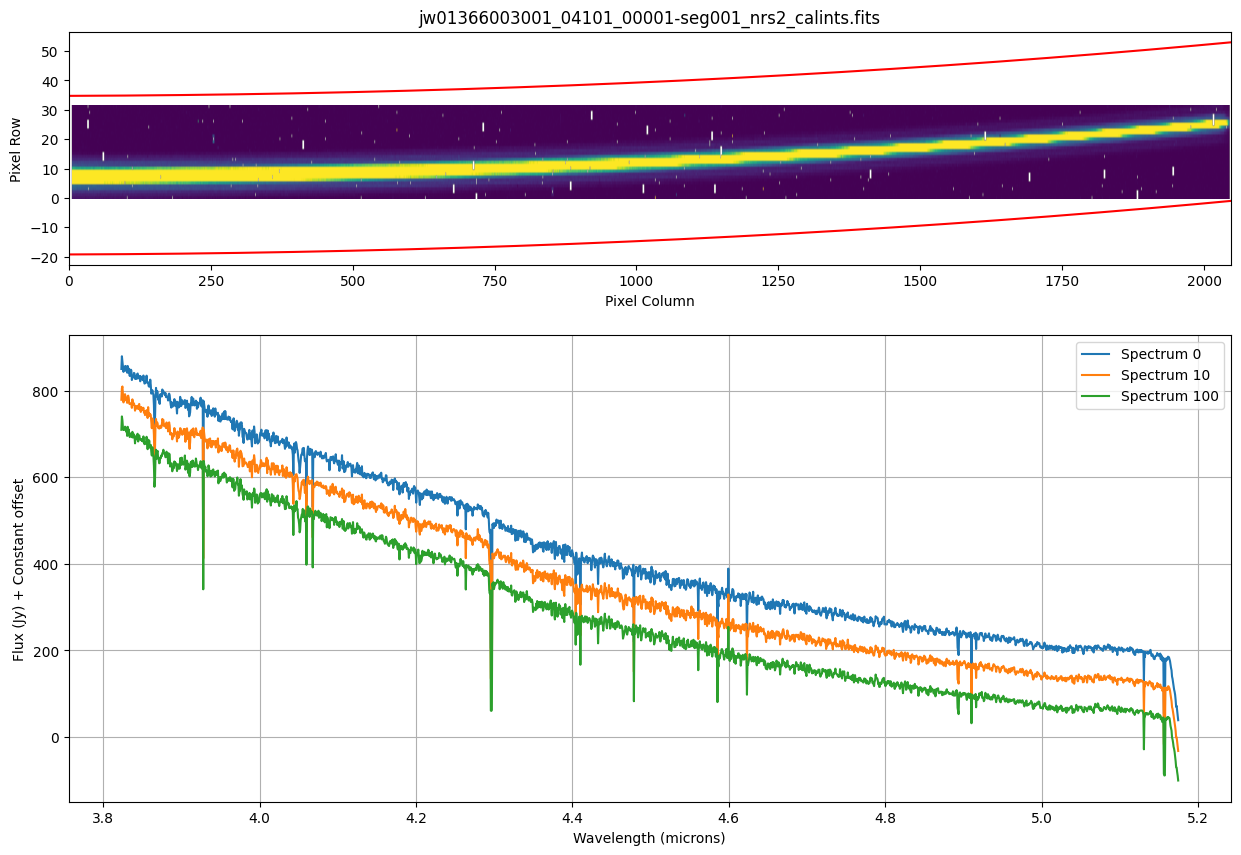 jw01366003001_04101_00001-seg001_nrs2_calints.fits
50
40
30
20
10
0
−10
−20
Pixel Row
0 250 500 750 1000 1250 1500 1750 2000
Pixel Column
Spectrum 0
Spectrum 10
Spectrum 100
800
600
400
200
0
Flux (Jy) + Constant offset
3.8 4.0 4.2 4.4 4.6 4.8 5.0 5.2
Wavelength (microns)